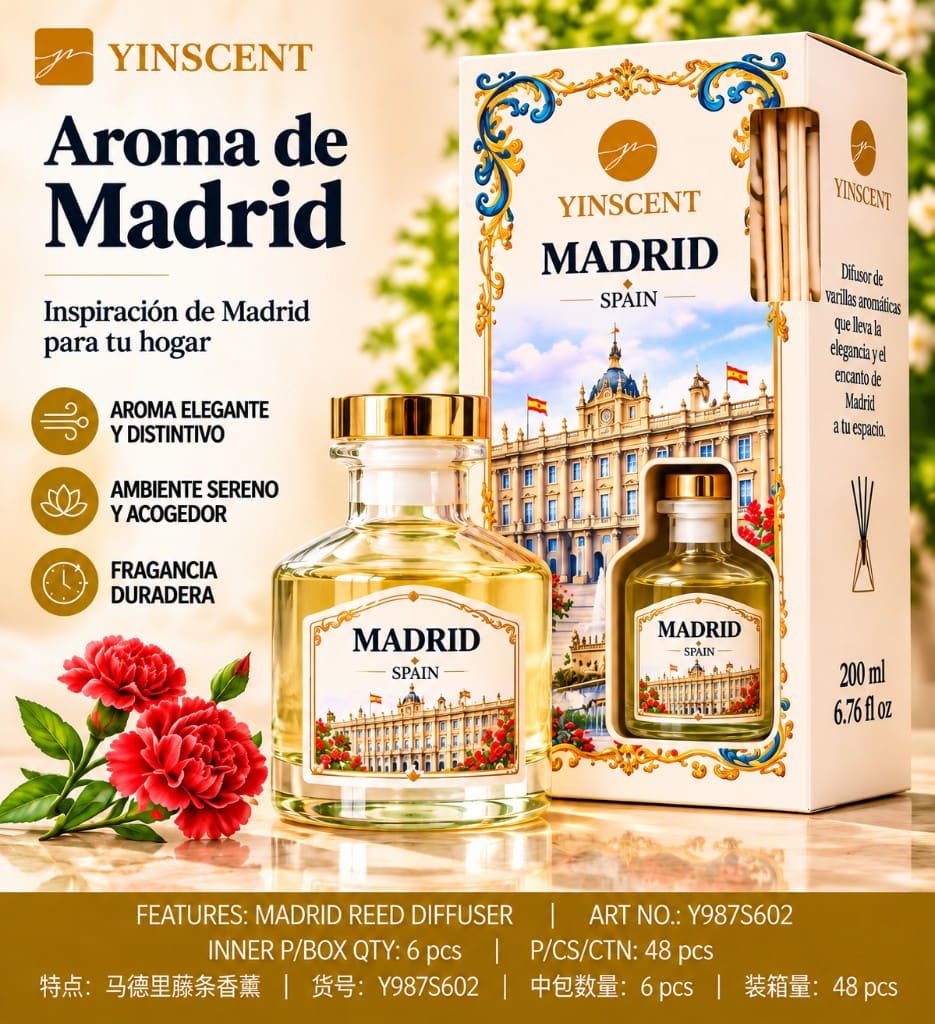 YINSCENT
Aroma de
Madrid
Inspiración de Madrid
para tu hogar
AROMA ELEGANTE
Y DISTINTIVO
AMBIENTE SERENO
Y ACOGEDOR
FRAGANCIA
DURADERA
MADRID
SPAIN
YINSCENT
MADRID
SPAIN
MADRID
SPAIN
YINSCENT
Difusor de
varillas aromáticas
que lleva la
elegancia y el
encanto de
Madrid
a tu espacio.
200 ml
6.76 fl oz
FEATURES: MADRID REED DIFFUSER | ART NO.: Y987S602
INNER P/BOX QTY: 6 pcs | P/CS/CTN: 48 pcs
特点：马德里藤条香薰 | 货号：Y987S602 | 中包数量：6 pcs | 装箱量：48 pcs